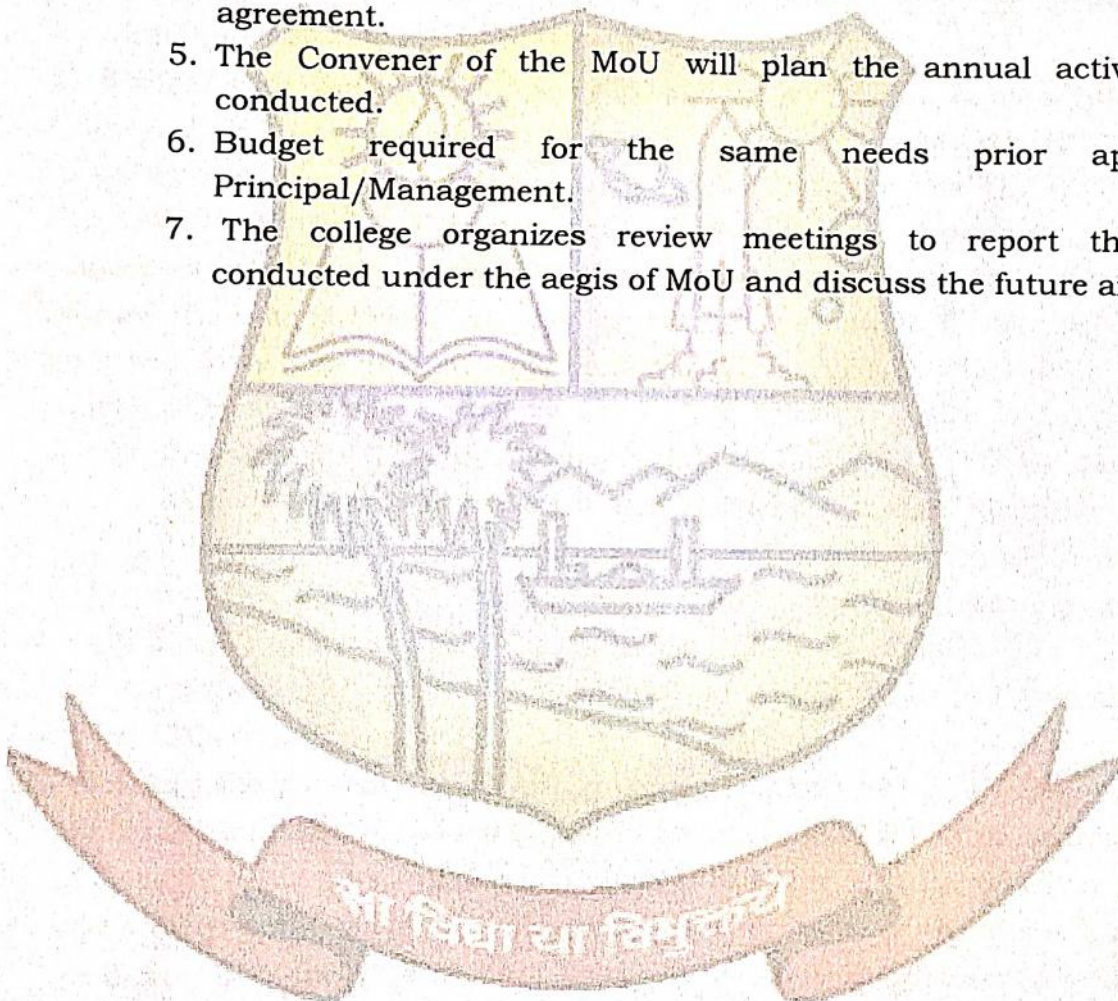 agreement.
5. The Convener of the MoU will plan the annual activ
conducted.
6. Budget required for the same needs prior ap
Principal/Management.
7. The college organizes review meetings to report th
conducted under the aegis of MoU and discuss the future a
सा विद्या या विमुक्तये